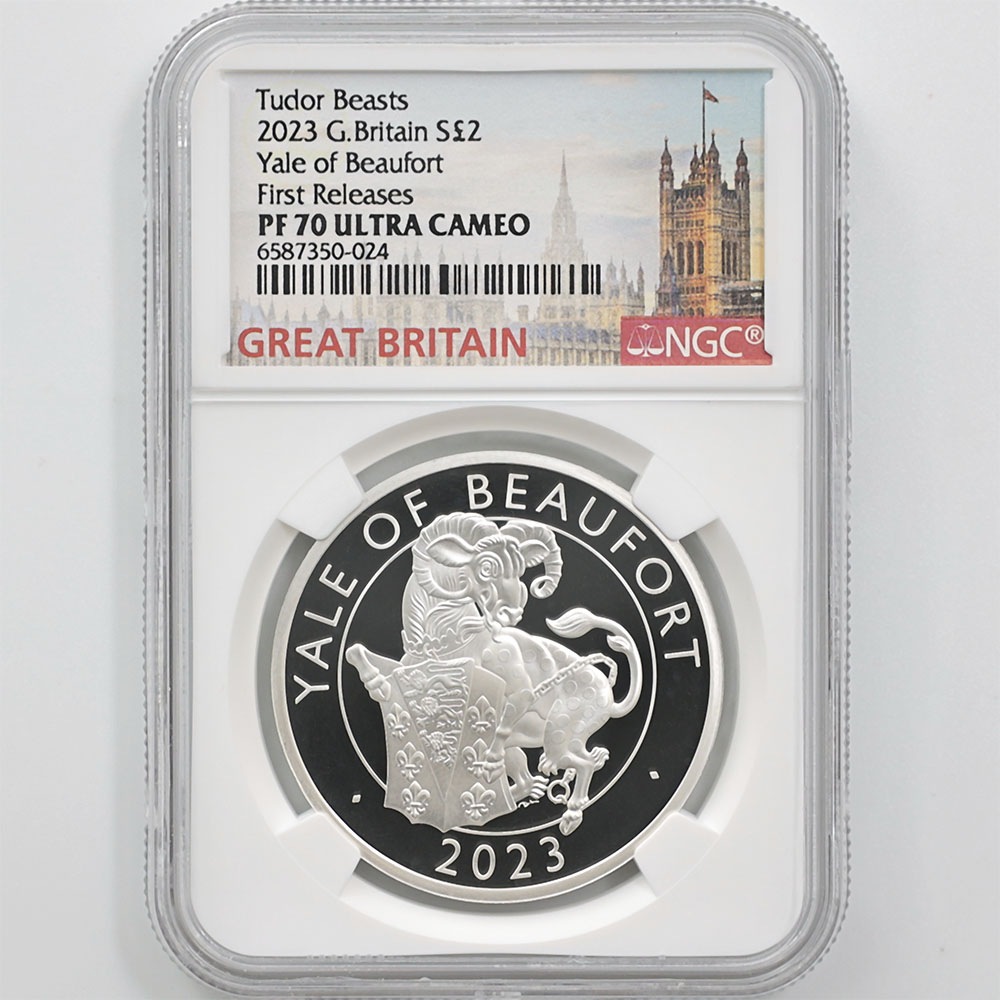 Tudor Beasts
2023 G.Britain S£2
Yale of Beaufort
First Releases
PF 70 ULTRA CAMEO
6587350-024
GREAT BRITAIN
NGC®
YALE OF BEAUFORT
2023